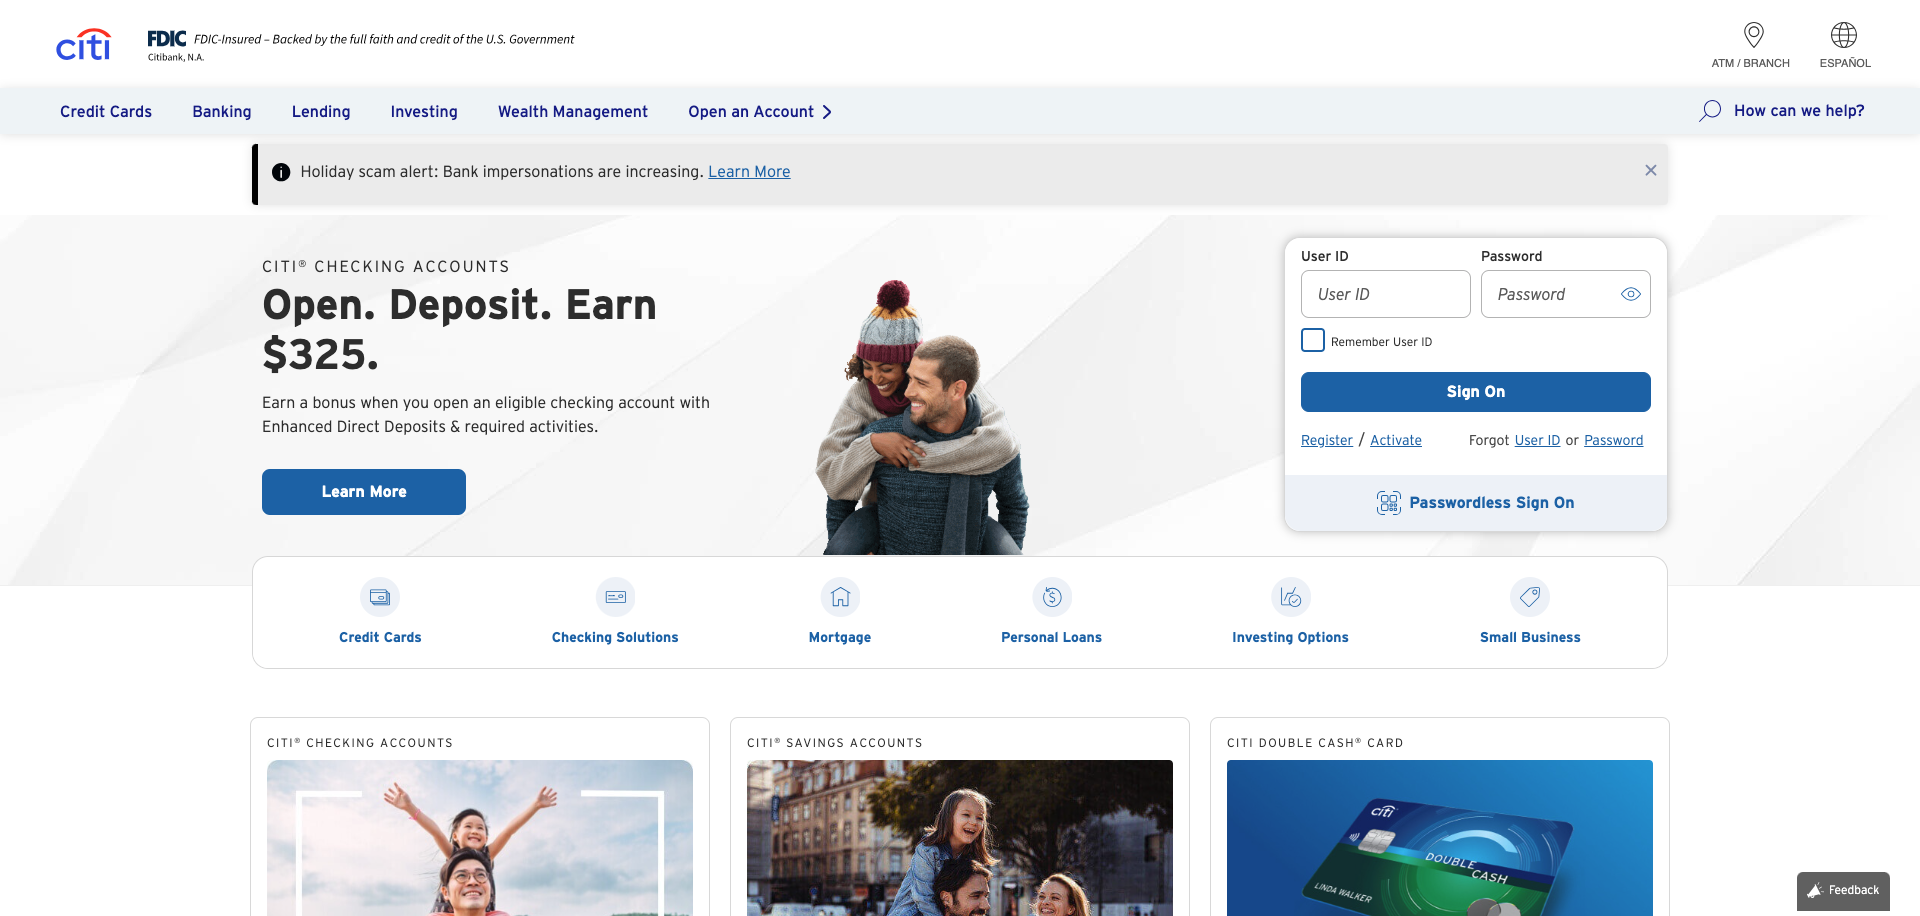 citi
FDIC FDIC-Insured – Backed by the full faith and credit of the U.S. Government
Citibank, N.A.
ATM / BRANCH
ESPAÑOL
Credit Cards
Banking
Lending
Investing
Wealth Management
Open an Account
How can we help?
Holiday scam alert: Bank impersonations are increasing. Learn More
CITI® CHECKING ACCOUNTS
Open. Deposit. Earn
$325.
Earn a bonus when you open an eligible checking account with
Enhanced Direct Deposits & required activities.
Learn More
User ID
Password
User ID
Password
Remember User ID
Sign On
Register / Activate
Forgot User ID or Password
Passwordless Sign On
Credit Cards
Checking Solutions
Mortgage
Personal Loans
Investing Options
Small Business
CITI® CHECKING ACCOUNTS
CITI® SAVINGS ACCOUNTS
CITI DOUBLE CASH® CARD
citi
DOUBLE
CASH
LINDA WALKER
Feedback